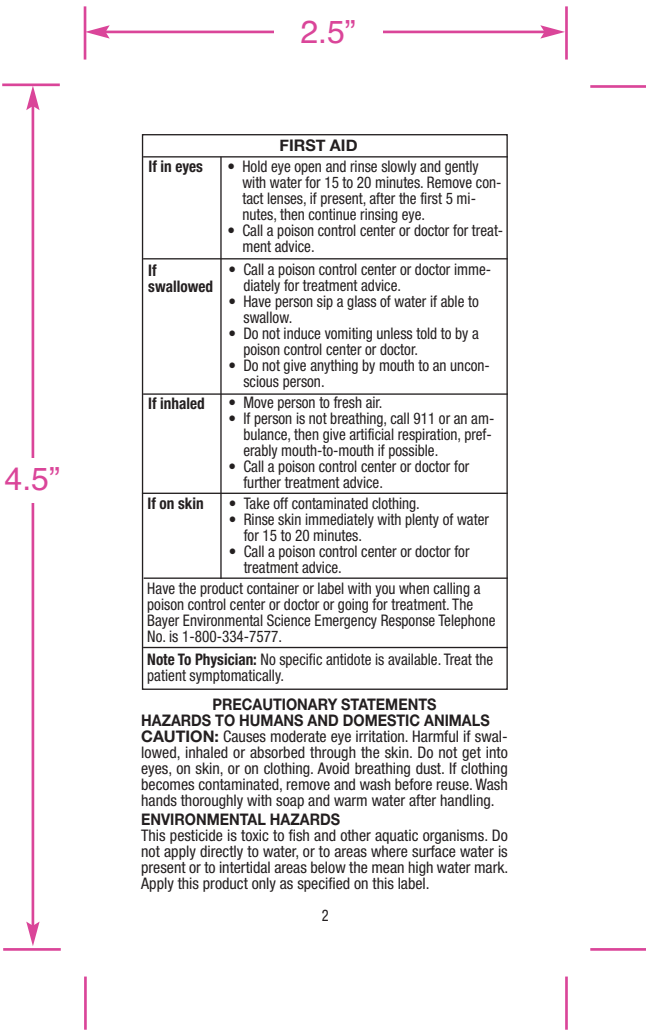 2.5”
4.5”
FIRST AID
If in eyes
• Hold eye open and rinse slowly and gently
with water for 15 to 20 minutes. Remove con-
tact lenses, if present, after the first 5 mi-
nutes, then continue rinsing eye.
• Call a poison control center or doctor for treat-
ment advice.
If
swallowed
• Call a poison control center or doctor imme-
diately for treatment advice.
• Have person sip a glass of water if able to
swallow.
• Do not induce vomiting unless told to by a
poison control center or doctor.
• Do not give anything by mouth to an uncon-
scious person.
If inhaled
• Move person to fresh air.
• If person is not breathing, call 911 or an am-
bulance, then give artificial respiration, pref-
erably mouth-to-mouth if possible.
• Call a poison control center or doctor for
further treatment advice.
If on skin
• Take off contaminated clothing.
• Rinse skin immediately with plenty of water
for 15 to 20 minutes.
• Call a poison control center or doctor for
treatment advice.
Have the product container or label with you when calling a
poison control center or doctor or going for treatment. The
Bayer Environmental Science Emergency Response Telephone
No. is 1-800-334-7577.
Note To Physician: No specific antidote is available. Treat the
patient symptomatically.
PRECAUTIONARY STATEMENTS
HAZARDS TO HUMANS AND DOMESTIC ANIMALS
CAUTION: Causes moderate eye irritation. Harmful if swal-
lowed, inhaled or absorbed through the skin. Do not get into
eyes, on skin, or on clothing. Avoid breathing dust. If clothing
becomes contaminated, remove and wash before reuse. Wash
hands thoroughly with soap and warm water after handling.
ENVIRONMENTAL HAZARDS
This pesticide is toxic to fish and other aquatic organisms. Do
not apply directly to water, or to areas where surface water is
present or to intertidal areas below the mean high water mark.
Apply this product only as specified on this label.
2